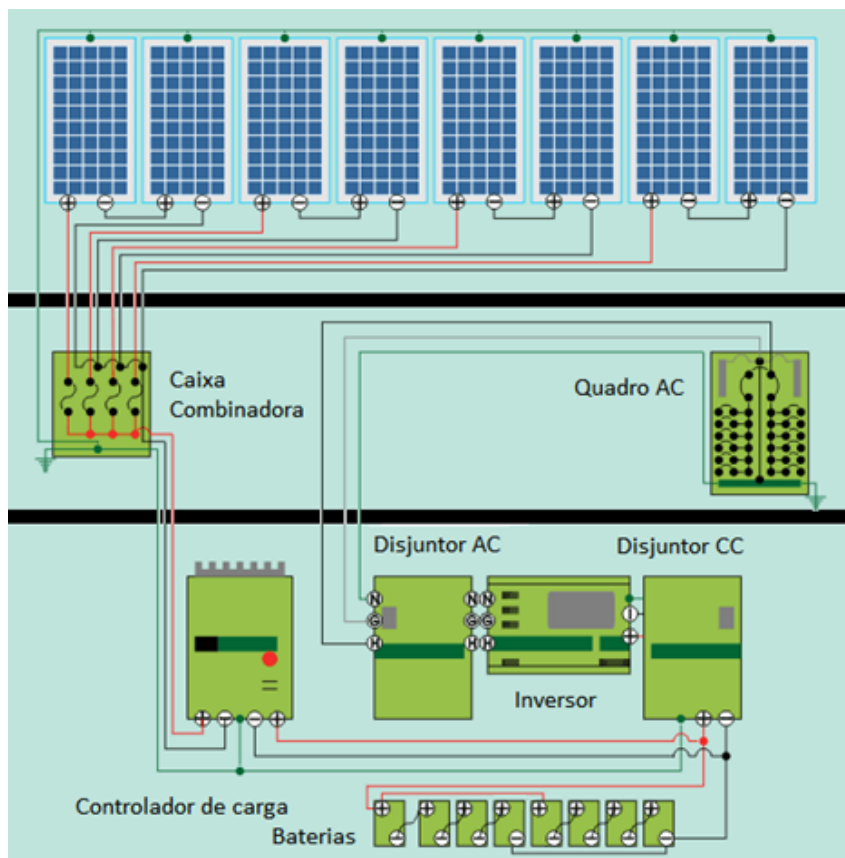 Caixa
Combinadora
Quadro AC
Disjuntor AC
Disjuntor CC
N
N
N
G
G
G
H
H
H
Inversor
Controlador de carga
Baterias